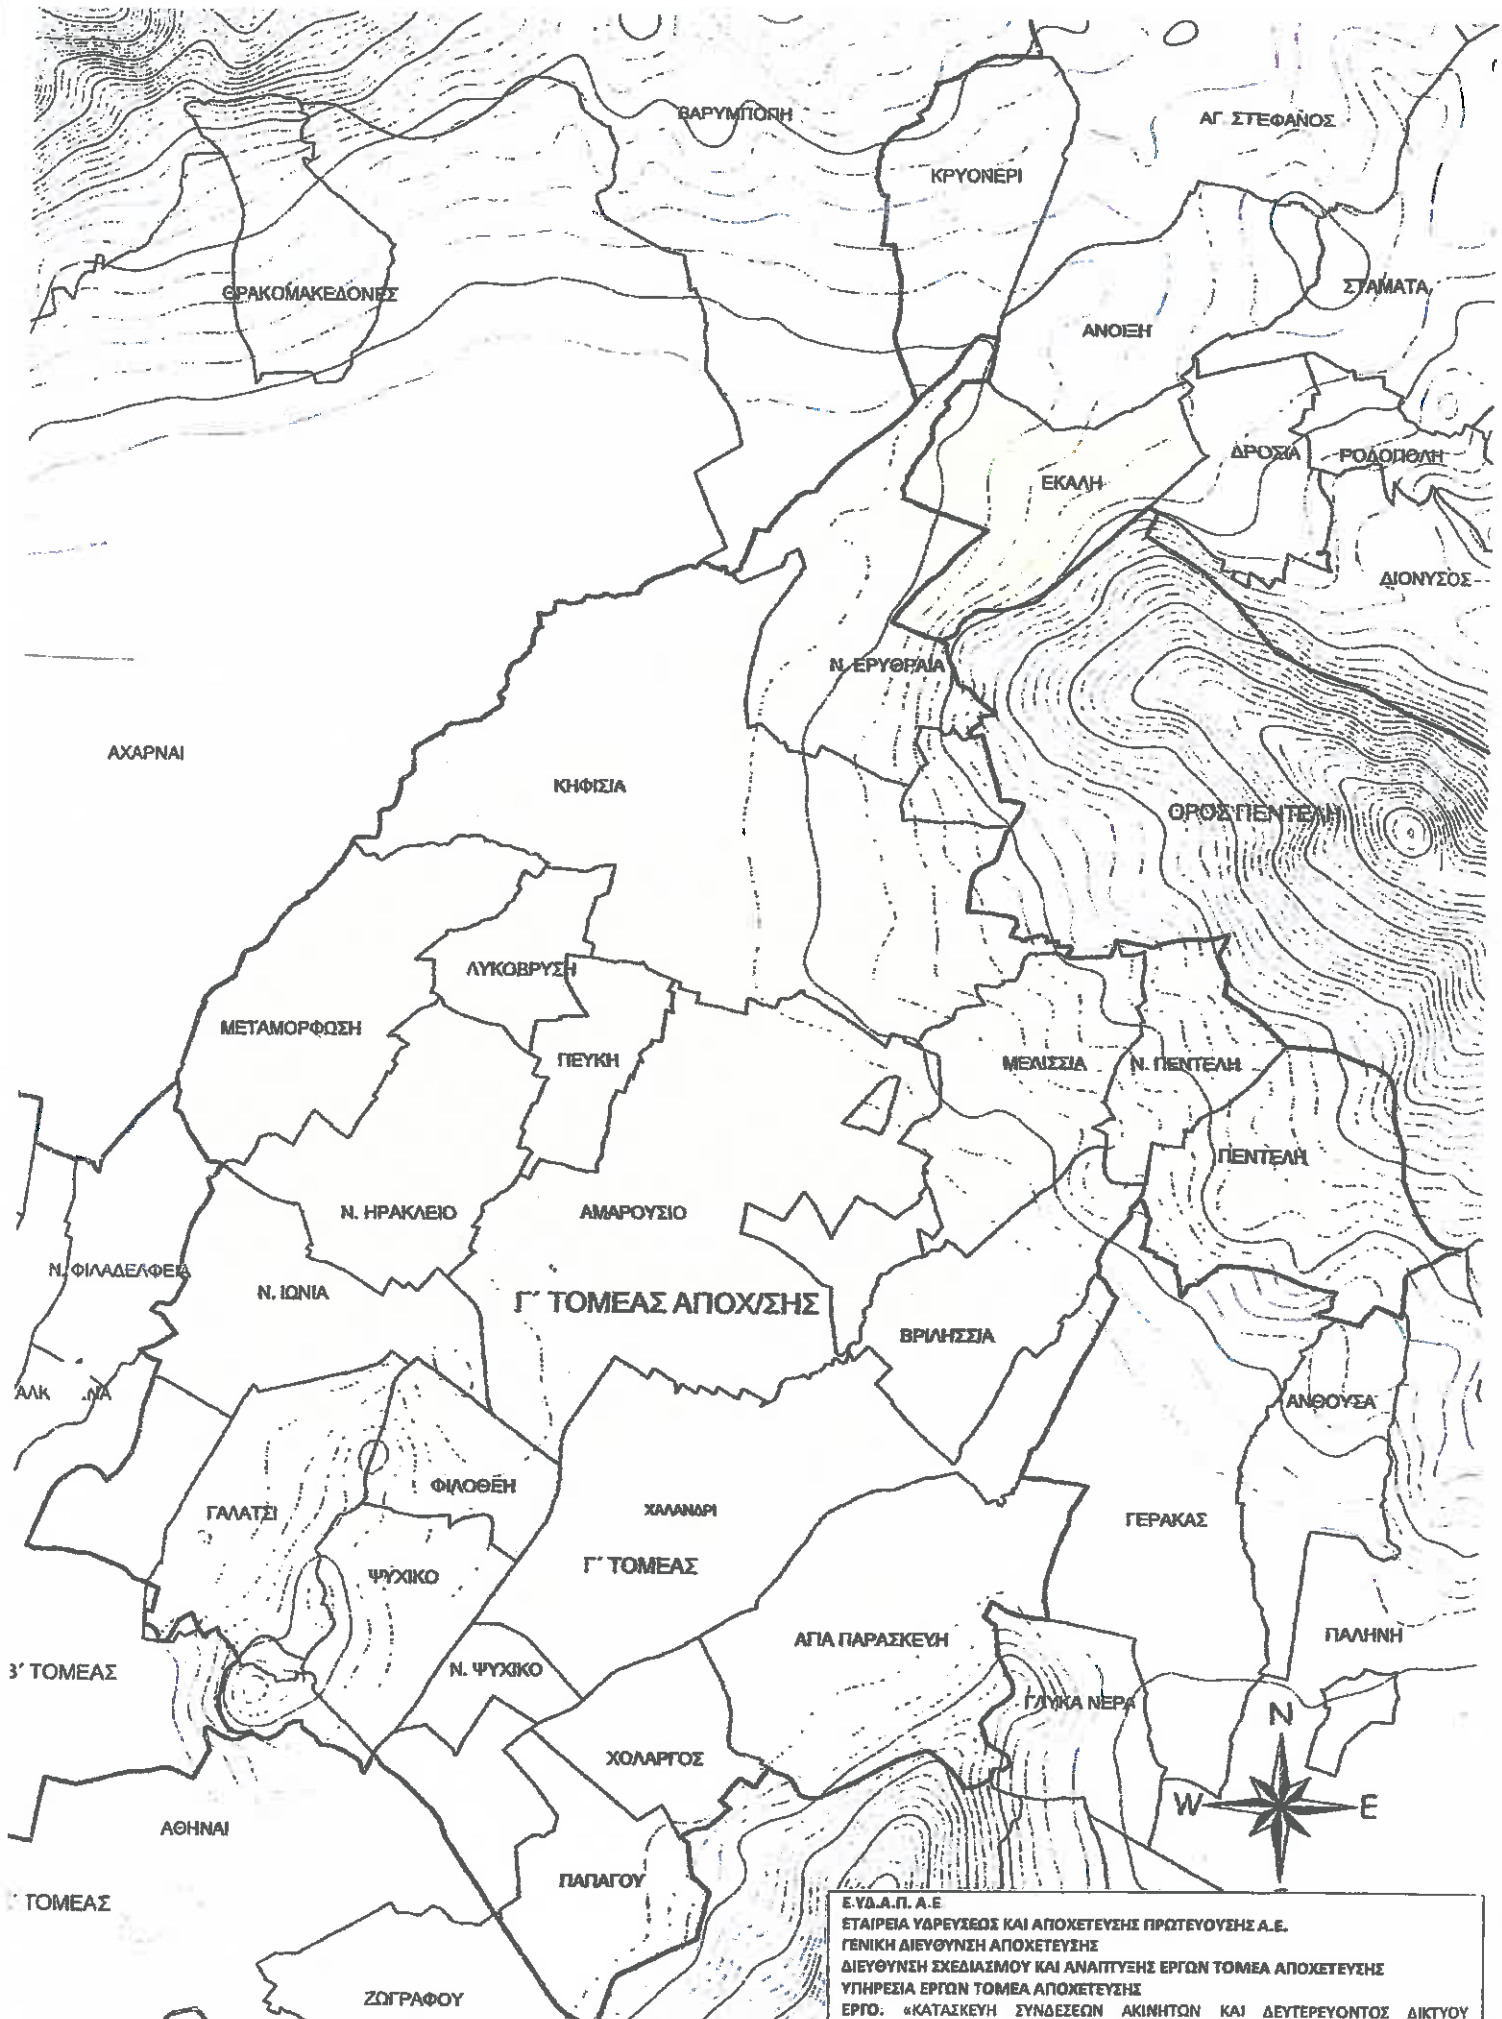 ΒΑΡΥΜΠΟΠΗ
ΑΓ. ΣΤΕΦΑΝΟΣ
ΚΡΥΟΝΕΡΙ
ΘΡΑΚΟΜΑΚΕΔΟΝΕΣ
ΣΤΑΜΑΤΑ
ΑΝΟΙΞΗ
ΔΡΟΣΙΑ
ΡΟΔΟΠΟΛΗ
ΕΚΑΛΗ
ΔΙΟΝΥΣΟΣ
Ν. ΕΡΥΘΡΑΙΑ
ΑΧΑΡΝΑΙ
ΚΗΦΙΣΙΑ
ΟΡΟΣ ΠΕΝΤΕΛΗ
ΛΥΚΟΒΡΥΣΗ
ΜΕΤΑΜΟΡΦΩΣΗ
ΠΕΥΚΗ
ΜΕΛΙΣΣΙΑ
Ν. ΠΕΝΤΕΛΗ
ΠΕΝΤΕΛΗ
Ν. ΗΡΑΚΛΕΙΟ
ΑΜΑΡΟΥΣΙΟ
Ν. ΦΙΛΑΔΕΛΦΕΙΑ
Ν. ΙΩΝΙΑ
Γ΄ ΤΟΜΕΑΣ ΑΠΟΧ/ΣΗΣ
ΒΡΙΛΗΣΣΙΑ
ΑΝΘΟΥΣΑ
ΦΙΛΟΘΕΗ
ΓΑΛΑΤΣΙ
ΧΑΛΑΝΔΡΙ
ΓΕΡΑΚΑΣ
Γ΄ ΤΟΜΕΑΣ
ΨΥΧΙΚΟ
ΑΓΙΑ ΠΑΡΑΣΚΕΥΗ
ΠΑΛΗΝΗ
Β΄ ΤΟΜΕΑΣ
Ν. ΨΥΧΙΚΟ
ΓΛΥΚΑ ΝΕΡΑ
N
ΧΟΛΑΡΓΟΣ
W E
ΑΘΗΝΑΙ
ΠΑΠΑΓΟΥ
ΤΟΜΕΑΣ
ΖΩΓΡΑΦΟΥ
Ε.ΥΔ.Α.Π. Α.Ε
ΕΤΑΙΡΕΙΑ ΥΔΡΕΥΣΕΩΣ ΚΑΙ ΑΠΟΧΕΤΕΥΣΗΣ ΠΡΩΤΕΥΟΥΣΗΣ Α.Ε.
ΓΕΝΙΚΗ ΔΙΕΥΘΥΝΣΗ ΑΠΟΧΕΤΕΥΣΗΣ
ΔΙΕΥΘΥΝΣΗ ΣΧΕΔΙΑΣΜΟΥ ΚΑΙ ΑΝΑΠΤΥΞΗΣ ΕΡΓΩΝ ΤΟΜΕΑ ΑΠΟΧΕΤΕΥΣΗΣ
ΥΠΗΡΕΣΙΑ ΕΡΓΩΝ ΤΟΜΕΑ ΑΠΟΧΕΤΕΥΣΗΣ
ΕΡΓΟ: «ΚΑΤΑΣΚΕΥΗ ΣΥΝΔΕΣΕΩΝ ΑΚΙΝΗΤΩΝ ΚΑΙ ΔΕΥΤΕΡΕΥΟΝΤΟΣ ΔΙΚΤΥΟΥ